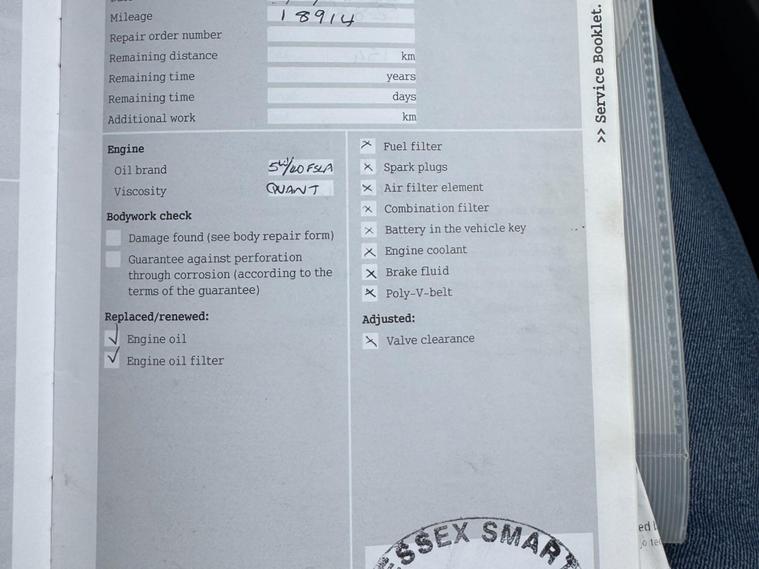 Mileage 18914
Repair order number
Remaining distance km
Remaining time years
Remaining time days
Additional work km
Engine
Oil brand 5W/40 FSLA
Viscosity QUANT
Bodywork check
Damage found (see body repair form)
Guarantee against perforation
through corrosion (according to the
terms of the guarantee)
Replaced/renewed:
Engine oil
Engine oil filter
Fuel filter
Spark plugs
Air filter element
Combination filter
Battery in the vehicle key
Engine coolant
Brake fluid
Poly-V-belt
Adjusted:
Valve clearance
>> Service Booklet.
SSEX SMART